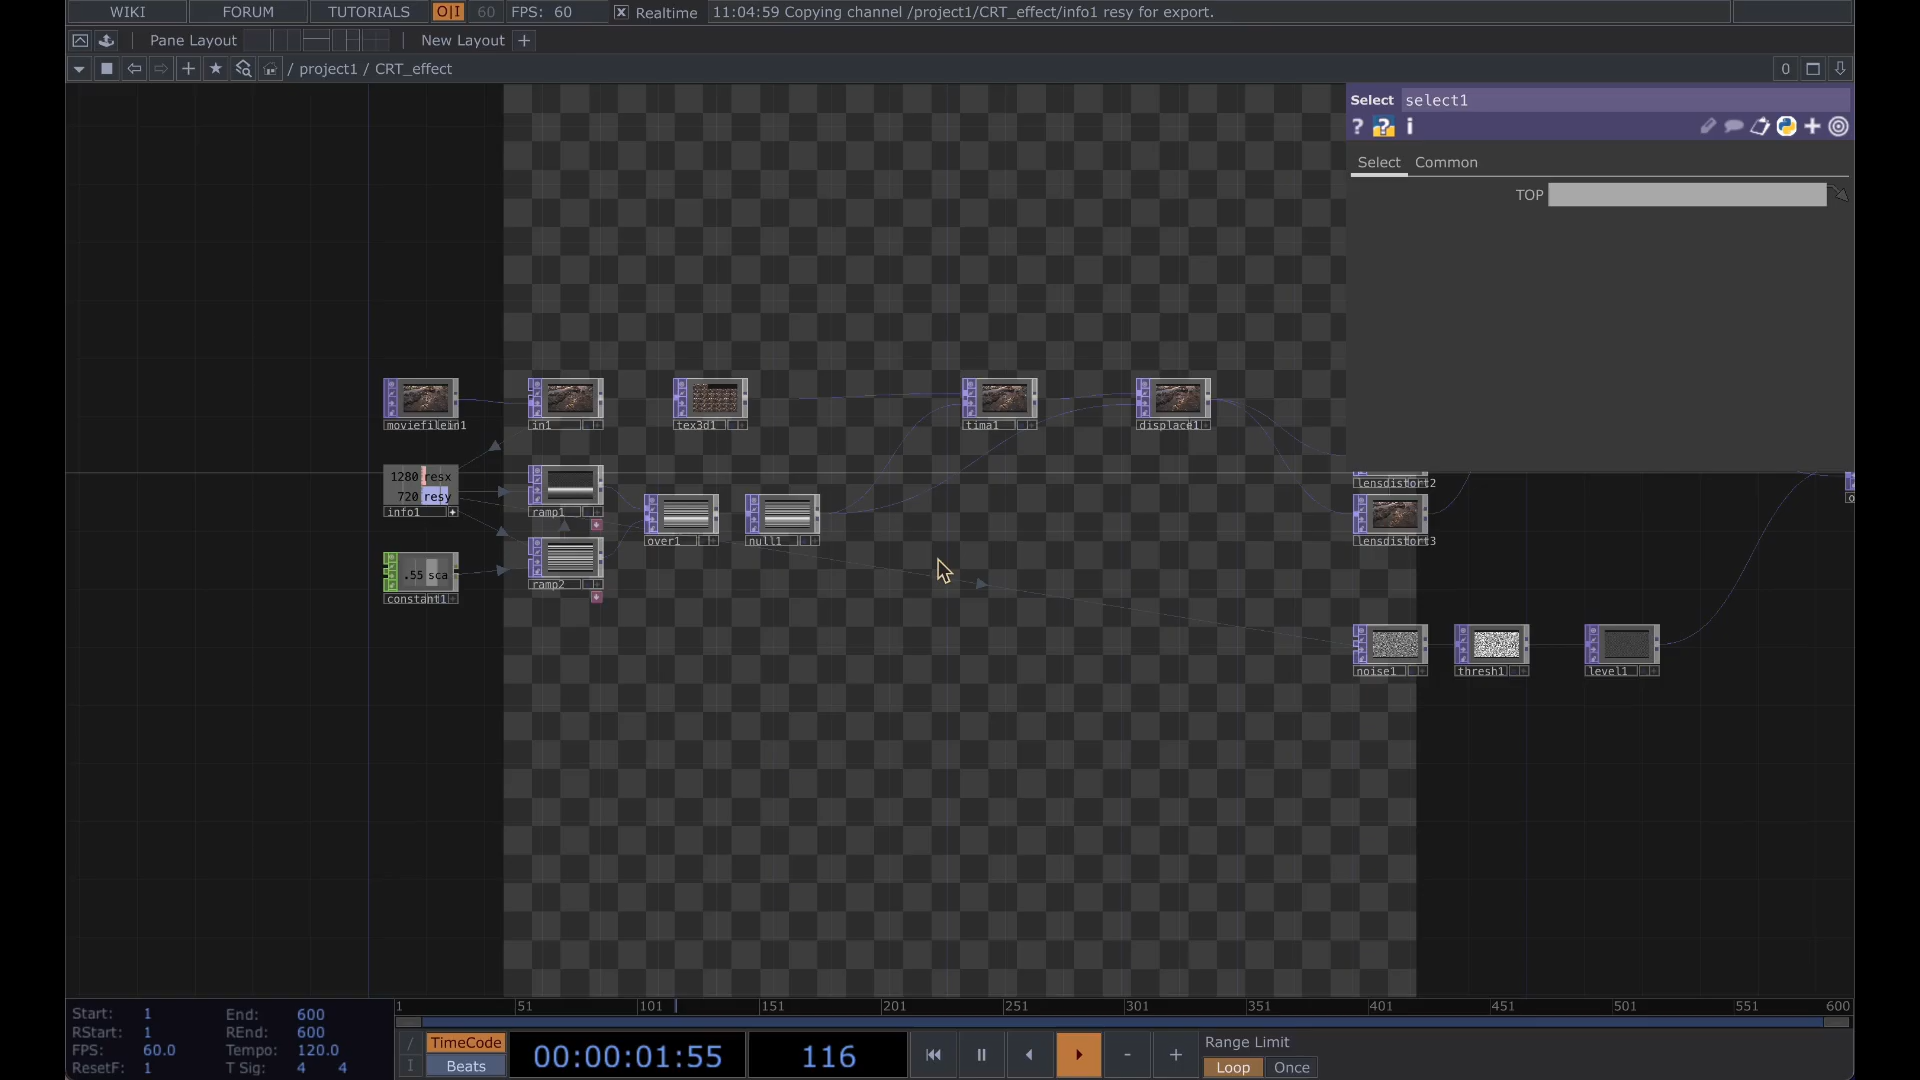 WIKI FORUM TUTORIALS O|I 60 FPS: 60 Realtime 11:04:59 Copying channel /project1/CRT_effect/info1 resy for export.
Pane Layout New Layout +
/ project1 / CRT_effect 0
Select select1
? ? i
Select Common
TOP
moviefilein1 in1 tex3d1 tima1 displace1
1280 resx
720 resy
info1 ramp1 lensdistort2
over1 null1 lensdistort3
.55 sca
constant1 ramp2
noise1 thresh1 level1
1 51 101 151 201 251 301 351 401 451 501 551 600
Start: 1 End: 600
RStart: 1 REnd: 600
FPS: 60.0 Tempo: 120.0
ResetF: 1 T Sig: 4 4
TimeCode
Beats
00:00:01:55 116
- +
Range Limit
Loop Once